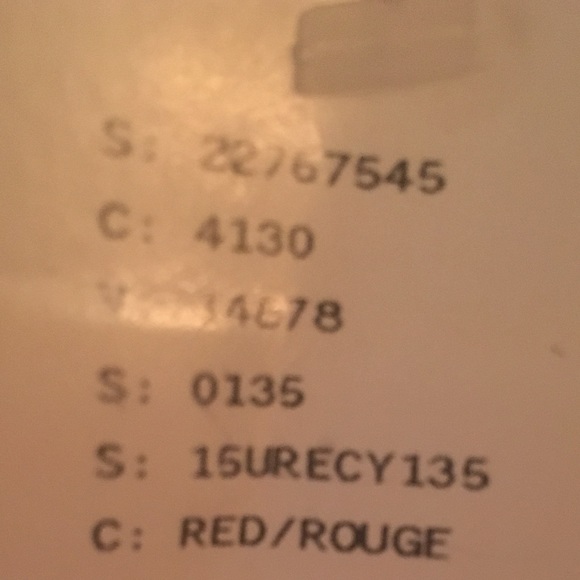 S: 22767545
C: 4130
S: 0135
S: 15URECY135
C: RED/ROUGE